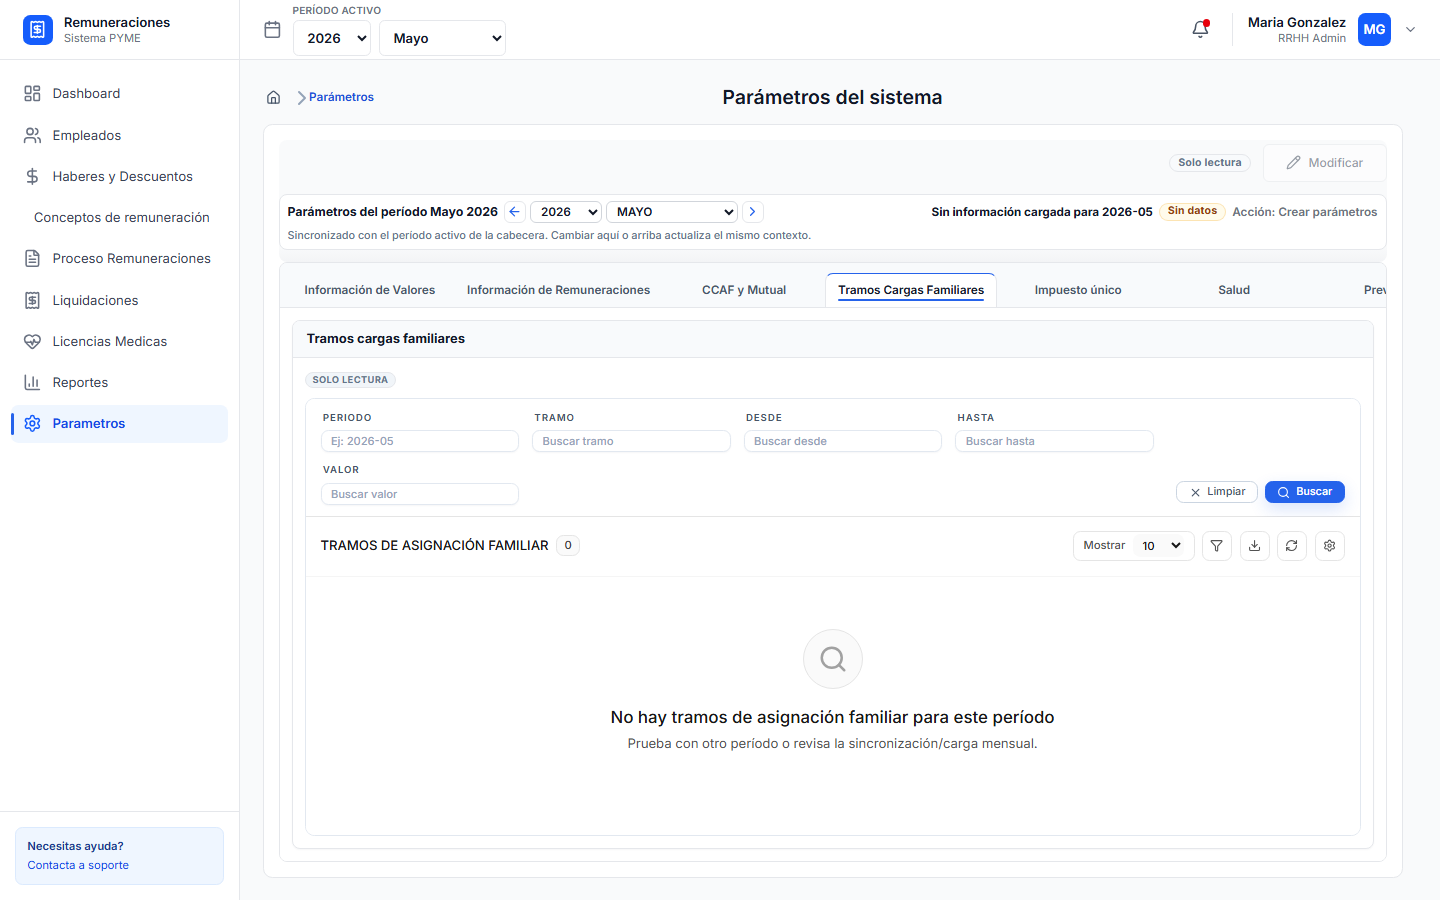 Remuneraciones
Sistema PYME
PERÍODO ACTIVO
2026
Mayo
Maria Gonzalez
RRHH Admin
MG
Dashboard
Empleados
Haberes y Descuentos
Conceptos de remuneración
Proceso Remuneraciones
Liquidaciones
Licencias Medicas
Reportes
Parametros
Necesitas ayuda?
Contacta a soporte
Parámetros
Parámetros del sistema
Solo lectura
Modificar
Parámetros del período Mayo 2026
2026
MAYO
Sin información cargada para 2026-05
Sin datos
Acción: Crear parámetros
Sincronizado con el período activo de la cabecera. Cambiar aquí o arriba actualiza el mismo contexto.
Información de Valores
Información de Remuneraciones
CCAF y Mutual
Tramos Cargas Familiares
Impuesto único
Salud
Prev
Tramos cargas familiares
SOLO LECTURA
PERIODO
TRAMO
DESDE
HASTA
Ej: 2026-05
Buscar tramo
Buscar desde
Buscar hasta
VALOR
Buscar valor
Limpiar
Buscar
TRAMOS DE ASIGNACIÓN FAMILIAR
0
Mostrar
10
No hay tramos de asignación familiar para este período
Prueba con otro período o revisa la sincronización/carga mensual.